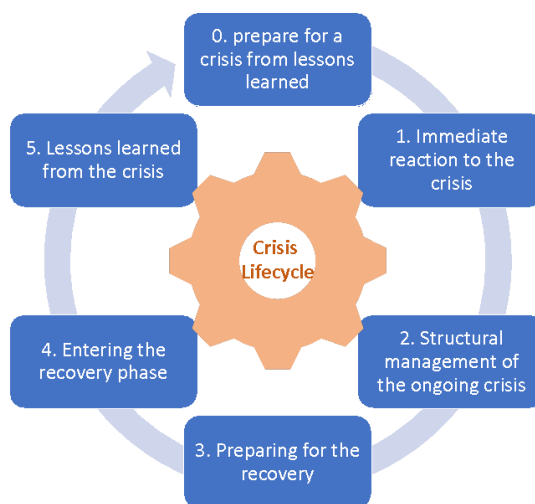 0. prepare for a
crisis from lessons
learned
1. Immediate
reaction to the
crisis
2. Structural
management of
the ongoing crisis
3. Preparing for the
recovery
4. Entering the
recovery phase
5. Lessons learned
from the crisis
Crisis
Lifecycle